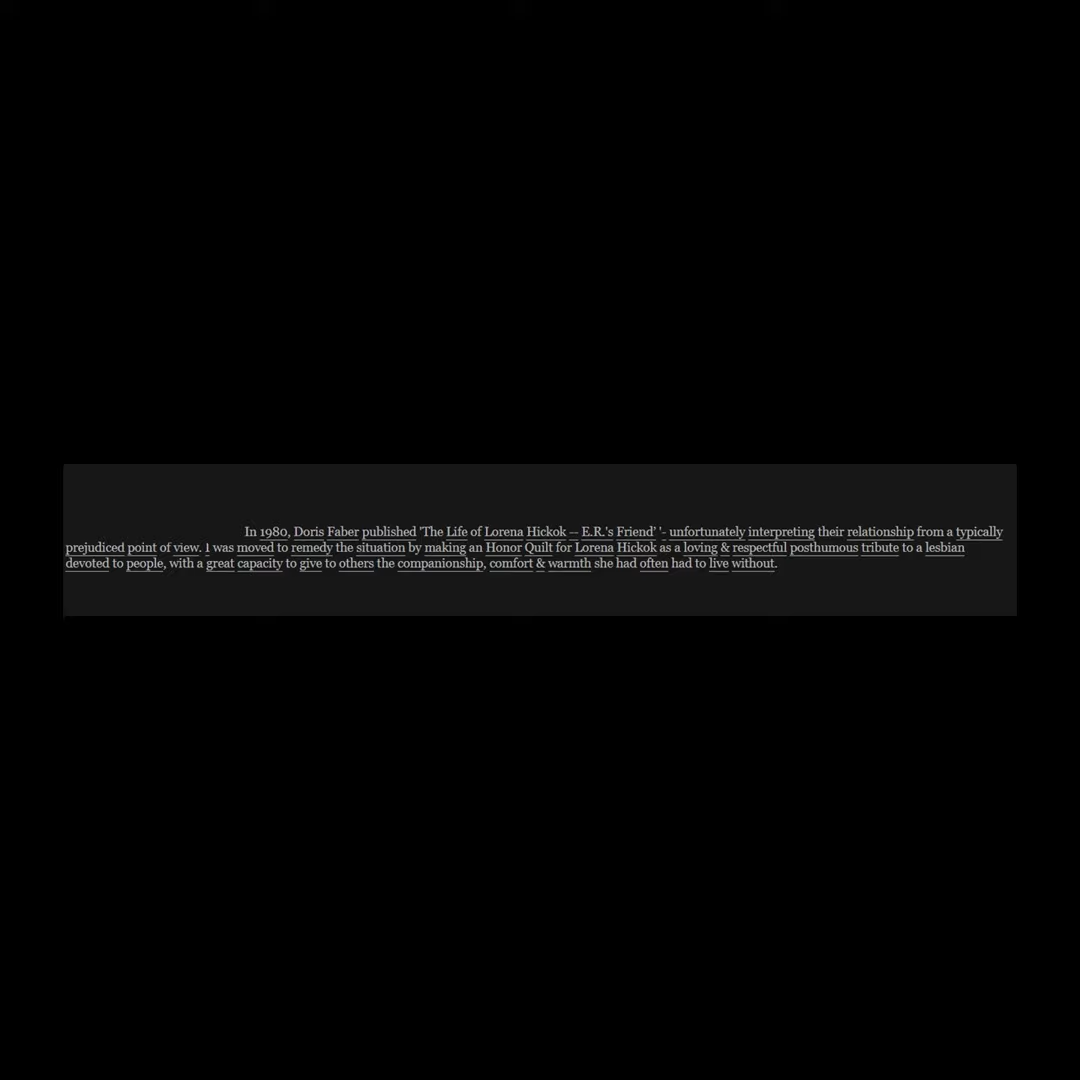 In 1980, Doris Faber published 'The Life of Lorena Hickok -- E.R.'s Friend' '- unfortunately interpreting their relationship from a typically
prejudiced point of view. I was moved to remedy the situation by making an Honor Quilt for Lorena Hickok as a loving & respectful posthumous tribute to a lesbian
devoted to people, with a great capacity to give to others the companionship, comfort & warmth she had often had to live without.